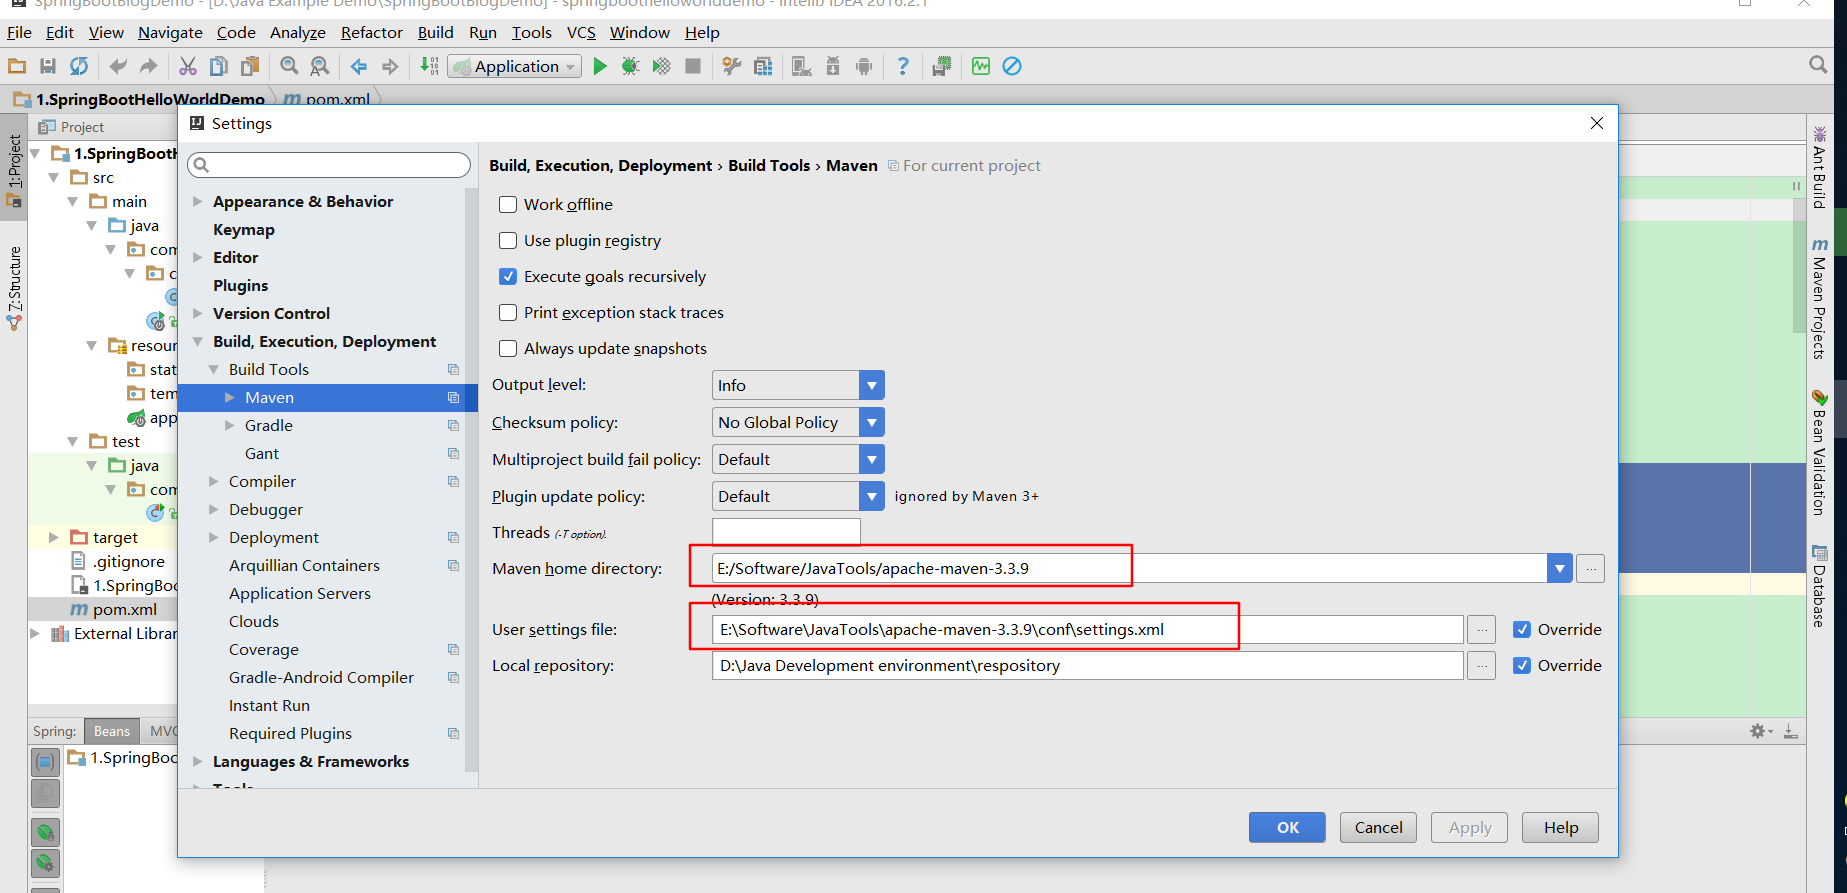 SpringBootBlogDemo - [D:\Java Example Demo\SpringBootBlogDemo] - springboothelloworlddemo - IntelliJ IDEA 2016.2.1
File Edit View Navigate Code Analyze Refactor Build Run Tools VCS Window Help
Application
1.SpringBootHelloWorldDemo pom.xml
Project
1:Project
7:Structure
1.SpringBootH
src
main
java
com
c
resour
stat
tem
app
test
java
com
target
.gitignore
1.SpringBoo
pom.xml
External Librar
Spring: Beans MVC
1.SpringBoo
Settings
Appearance & Behavior
Keymap
Editor
Plugins
Version Control
Build, Execution, Deployment
Build Tools
Maven
Gradle
Gant
Compiler
Debugger
Deployment
Arquillian Containers
Application Servers
Clouds
Coverage
Gradle-Android Compiler
Instant Run
Required Plugins
Languages & Frameworks
Tools
Build, Execution, Deployment › Build Tools › Maven For current project
Work offline
Use plugin registry
Execute goals recursively
Print exception stack traces
Always update snapshots
Output level: Info
Checksum policy: No Global Policy
Multiproject build fail policy: Default
Plugin update policy: Default ignored by Maven 3+
Threads (-T option).
Maven home directory: E:/Software/JavaTools/apache-maven-3.3.9 ...
(Version: 3.3.9)
User settings file: E:\Software\JavaTools\apache-maven-3.3.9\conf\settings.xml ... Override
Local repository: D:\Java Development environment\respository ... Override
OK Cancel Apply Help
Ant Build
Maven Projects
Bean Validation
Database